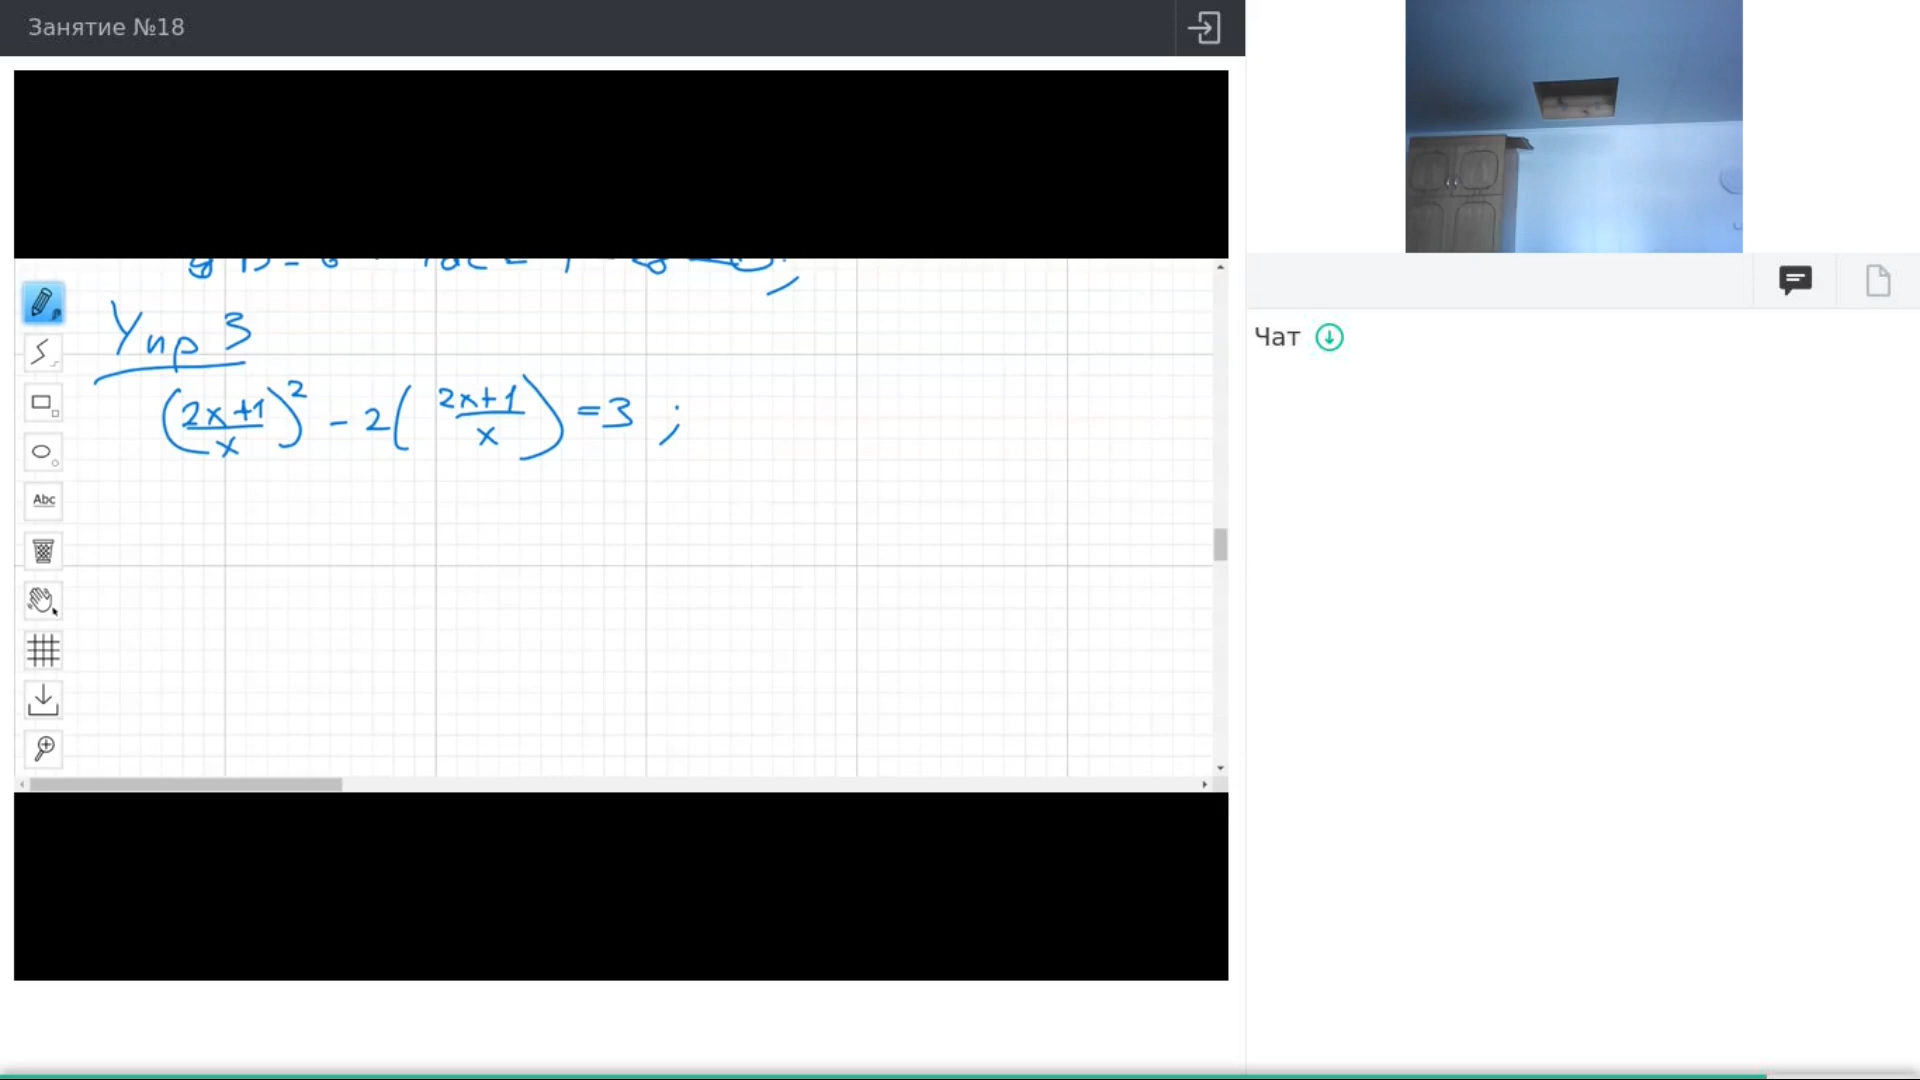 Занятие №18
Упр 3
(2x+1/x)² - 2(2x+1/x) = 3 ;
Abc
Чат